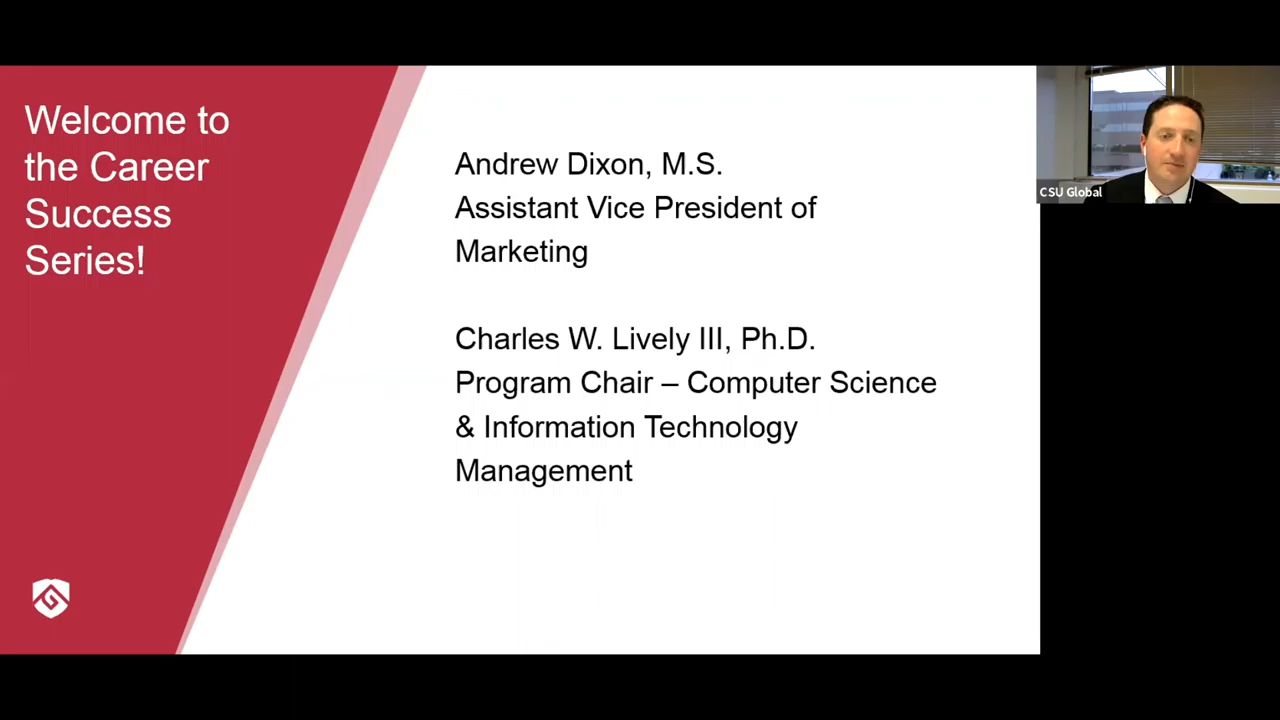 Welcome to
the Career
Success
Series!
Andrew Dixon, M.S.
Assistant Vice President of
Marketing
Charles W. Lively III, Ph.D.
Program Chair – Computer Science
& Information Technology
Management
CSU Global